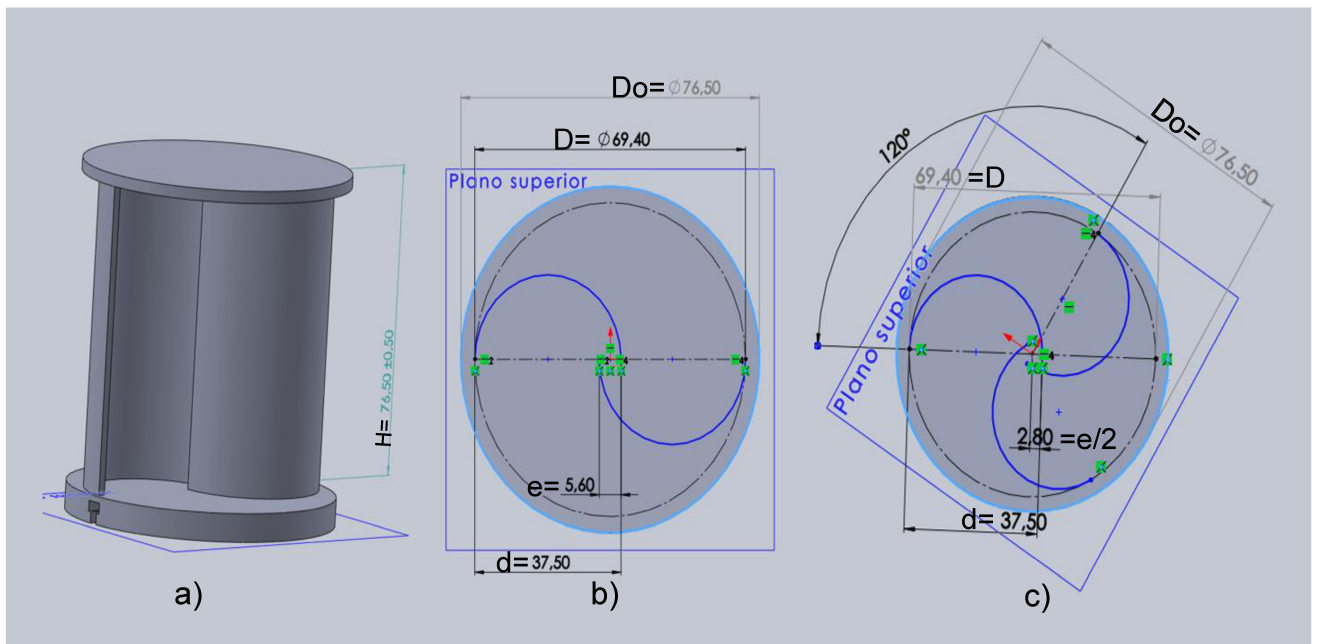 H= 76,50 ±0,50
a)
Do= ∅76,50
D= ∅69,40
Plano superior
e= 5,60
d= 37,50
b)
120º
Do= ∅76,50
69,40 =D
Plano superior
2,80 =e/2
d= 37,50
c)